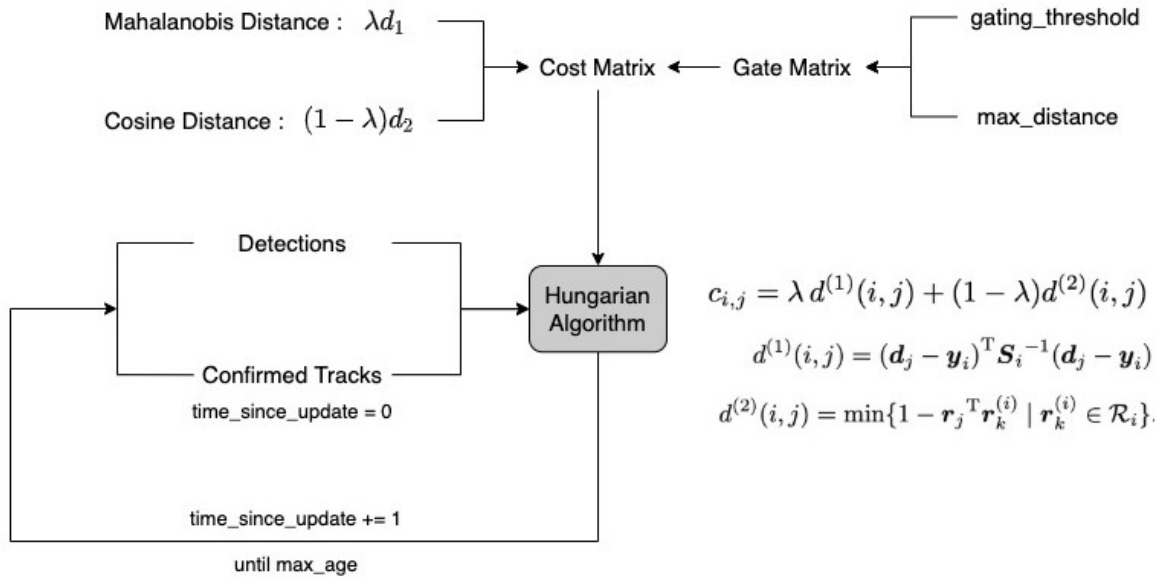 Mahalanobis Distance : λd₁
gating_threshold
Cost Matrix
Gate Matrix
Cosine Distance : (1 − λ)d₂
max_distance
Detections
Hungarian
Algorithm
Confirmed Tracks
time_since_update = 0
c_{i,j} = λ d^{(1)}(i, j) + (1 − λ)d^{(2)}(i, j)
d^{(1)}(i, j) = (d_j − y_i)^T S_i^{−1}(d_j − y_i)
d^{(2)}(i, j) = min{1 − r_j^T r_k^{(i)} | r_k^{(i)} ∈ R_i}.
time_since_update += 1
until max_age